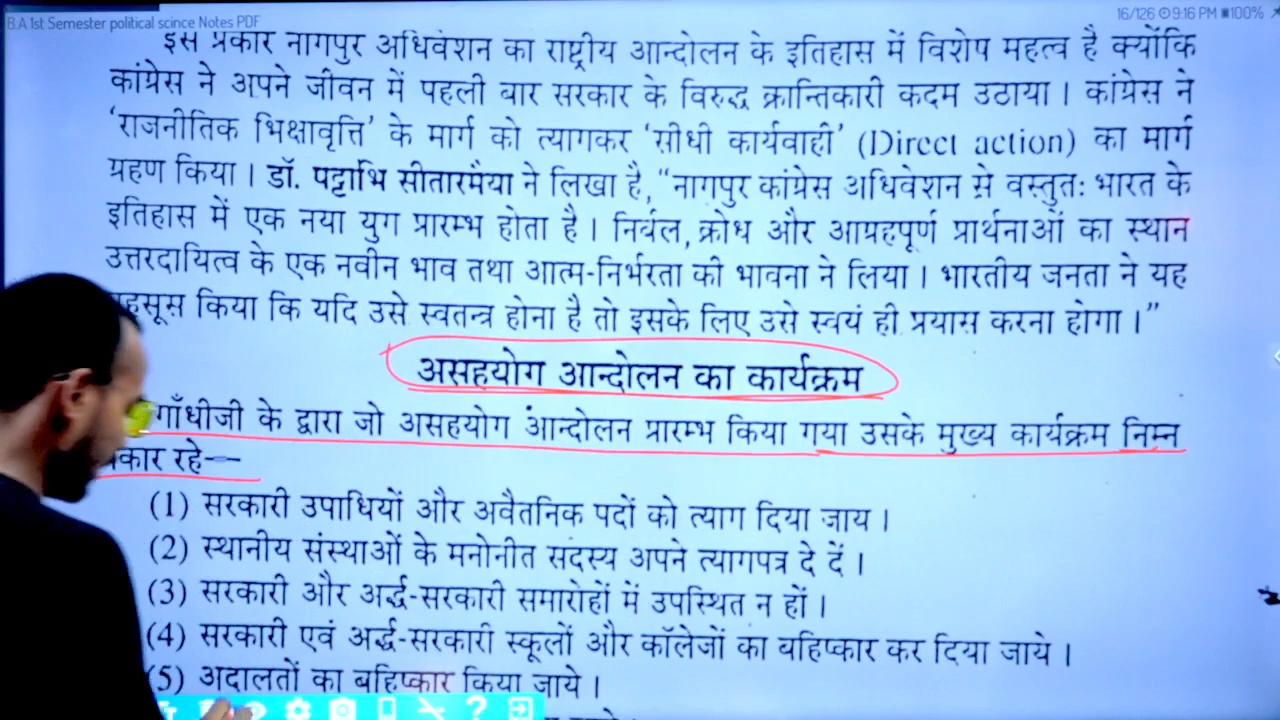 B.A 1st Semester political scince Notes PDF
16/126 9:16 PM 100%
इस प्रकार नागपुर अधिवेशन का राष्ट्रीय आन्दोलन के इतिहास में विशेष महत्व है क्योंकि
कांग्रेस ने अपने जीवन में पहली बार सरकार के विरुद्ध क्रान्तिकारी कदम उठाया। कांग्रेस ने
‘राजनीतिक भिक्षावृत्ति’ के मार्ग को त्यागकर ‘सीधी कार्यवाही’ (Direct action) का मार्ग
ग्रहण किया। डॉ. पट्टाभि सीतारमैया ने लिखा है, “नागपुर कांग्रेस अधिवेशन से वस्तुतः भारत के
इतिहास में एक नया युग प्रारम्भ होता है। निर्बल, क्रोध और आग्रहपूर्ण प्रार्थनाओं का स्थान
उत्तरदायित्व के एक नवीन भाव तथा आत्म-निर्भरता की भावना ने लिया। भारतीय जनता ने यह
महसूस किया कि यदि उसे स्वतन्त्र होना है तो इसके लिए उसे स्वयं ही प्रयास करना होगा।”
असहयोग आन्दोलन का कार्यक्रम
गाँधीजी के द्वारा जो असहयोग आन्दोलन प्रारम्भ किया गया उसके मुख्य कार्यक्रम निम्न
प्रकार रहे—
(1) सरकारी उपाधियों और अवैतनिक पदों को त्याग दिया जाय।
(2) स्थानीय संस्थाओं के मनोनीत सदस्य अपने त्यागपत्र दे दें।
(3) सरकारी और अर्द्ध-सरकारी समारोहों में उपस्थित न हों।
(4) सरकारी एवं अर्द्ध-सरकारी स्कूलों और कॉलेजों का बहिष्कार कर दिया जाये।
(5) अदालतों का बहिष्कार किया जाये।